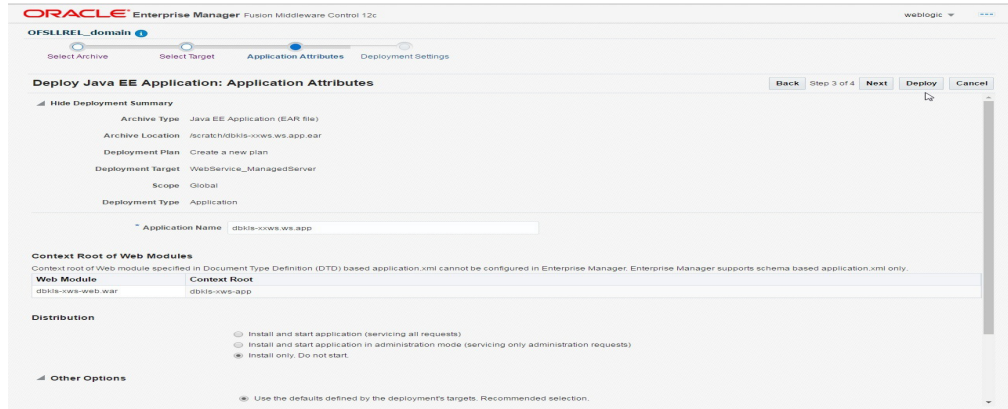 ORACLE Enterprise Manager Fusion Middleware Control 12c
weblogic
OFSLLREL_domain
Select Archive Select Target Application Attributes Deployment Settings
Deploy Java EE Application: Application Attributes
Back Step 3 of 4 Next Deploy Cancel
Hide Deployment Summary
Archive Type Java EE Application (EAR file)
Archive Location /scratch/dbkls-xxws.ws.app.ear
Deployment Plan Create a new plan
Deployment Target WebService_ManagedServer
Scope Global
Deployment Type Application
* Application Name dbkls-xxws.ws.app
Context Root of Web Modules
Context root of Web module specified in Document Type Definition (DTD) based application.xml cannot be configured in Enterprise Manager. Enterprise Manager supports schema based application.xml only.
Web Module Context Root
dbkls-xws-web.war dbkls-xws-app
Distribution
Install and start application (servicing all requests)
Install and start application in administration mode (servicing only administration requests)
Install only. Do not start.
Other Options
Use the defaults defined by the deployment's targets. Recommended selection.